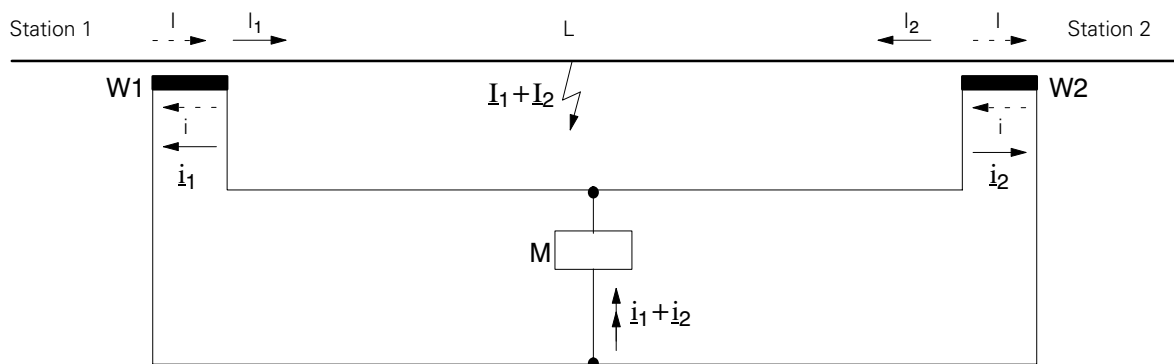 Station 1 I I₁ L I₂ I Station 2
W1 I₁+I₂ W2
i i
i₁ i₂
M
i₁+i₂